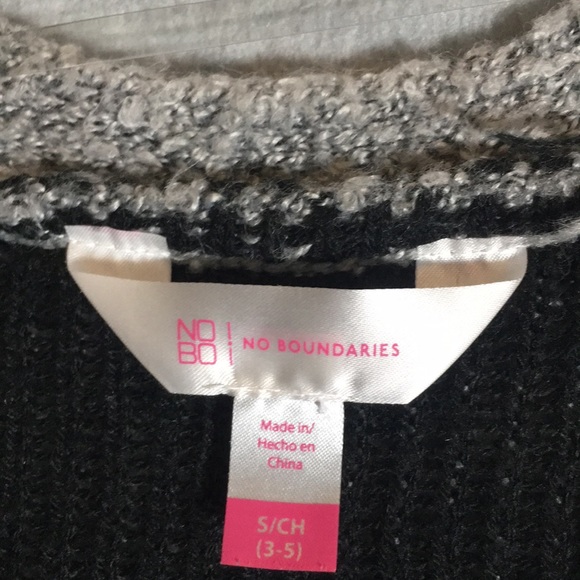 NO
BO
NO BOUNDARIES
Made in/
Hecho en
China
S/CH
(3-5)